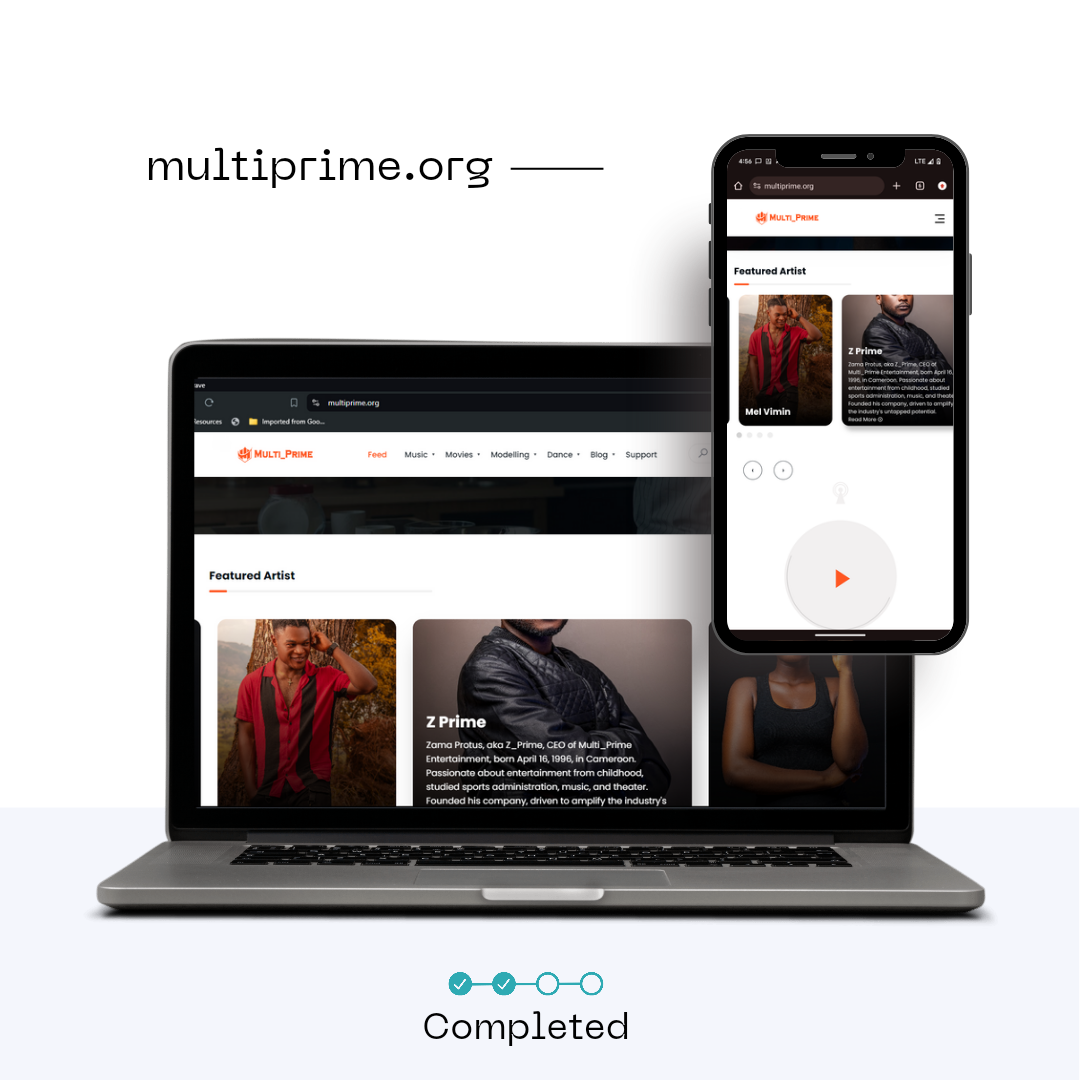 multiprime.org
4:56
LTE
multiprime.org
6
MULTI_PRIME
Featured Artist
Mel Vimin
Z Prime
Zama Protus, aka Z_Prime, CEO of
Multi_Prime Entertainment, born April 16,
1996, in Cameroon. Passionate about
entertainment from childhood, studied
sports administration, music, and theater.
Founded his company, driven to amplify
the industry's untapped potential.
Read More
ave
multiprime.org
Resources
Imported from Goo...
MULTI_PRIME
Feed Music Movies Modelling Dance Blog Support
Featured Artist
Z Prime
Zama Protus, aka Z_Prime, CEO of Multi_Prime
Entertainment, born April 16, 1996, in Cameroon.
Passionate about entertainment from childhood,
studied sports administration, music, and theater.
Founded his company, driven to amplify the industry's
Completed